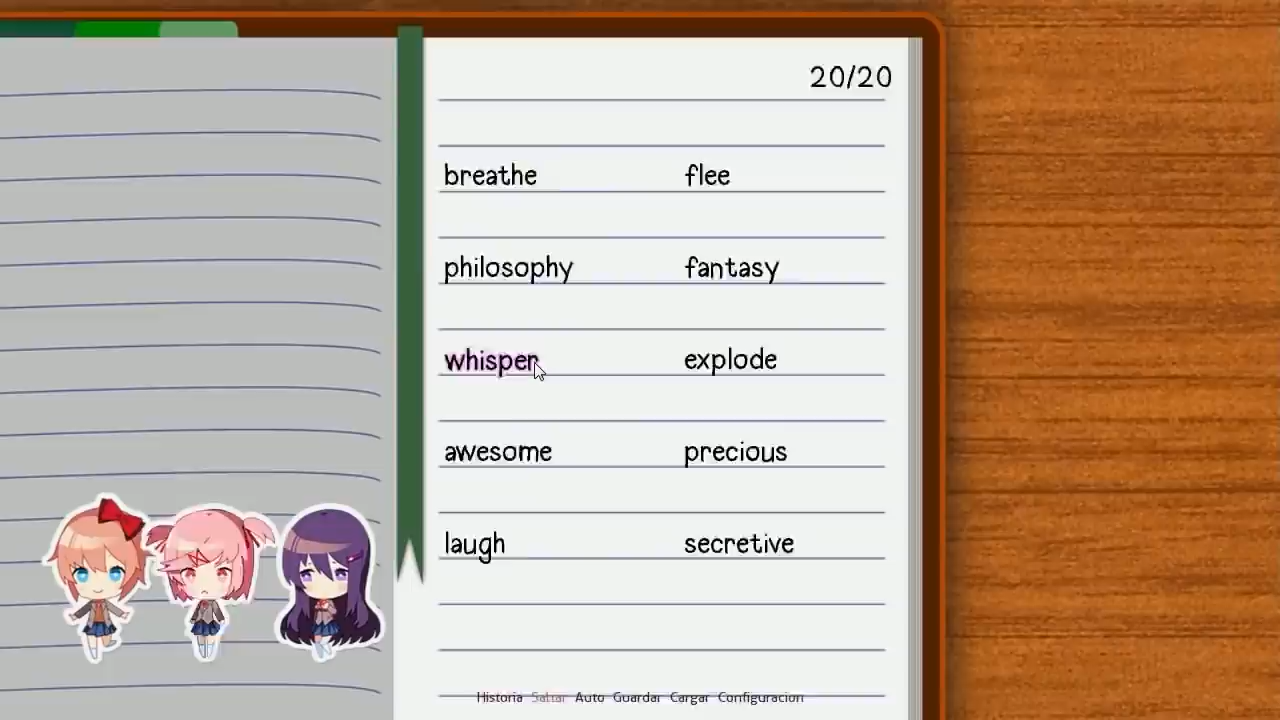 20/20
breathe flee
philosophy fantasy
whisper explode
awesome precious
laugh secretive
Historia Saltar Auto Guardar Cargar Configuracion